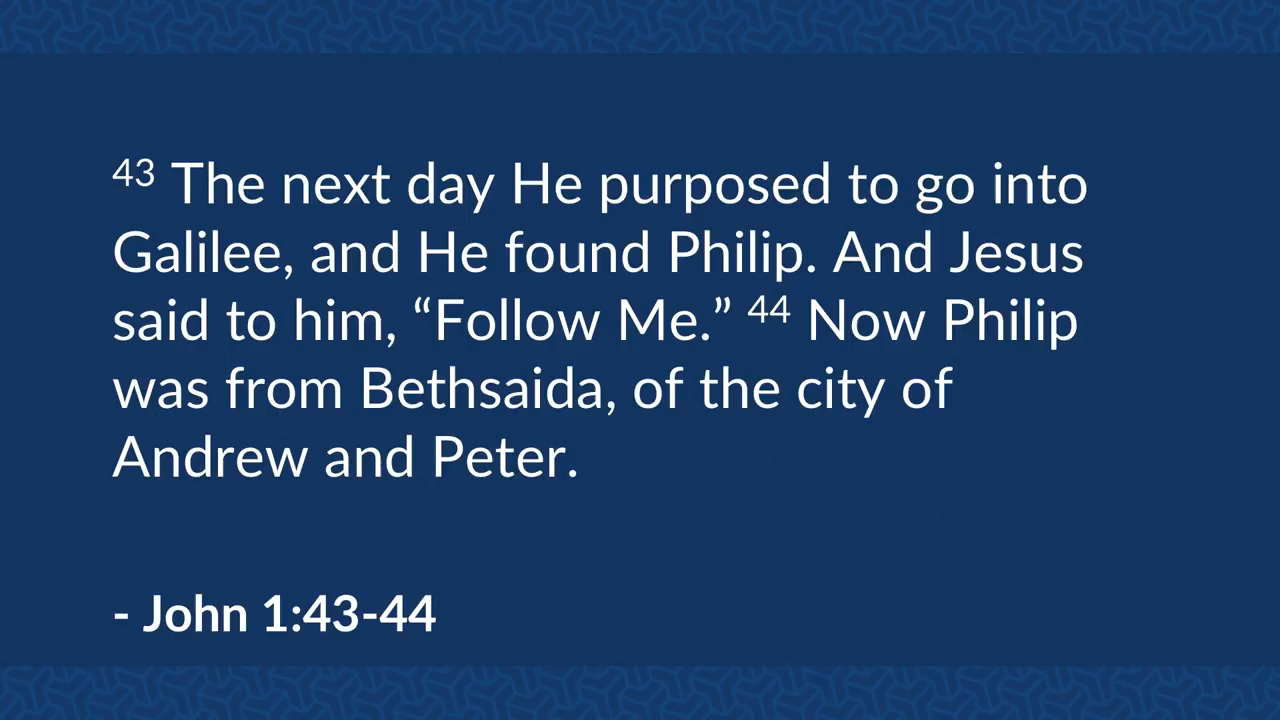 43 The next day He purposed to go into
Galilee, and He found Philip. And Jesus
said to him, “Follow Me.” 44 Now Philip
was from Bethsaida, of the city of
Andrew and Peter.
- John 1:43-44